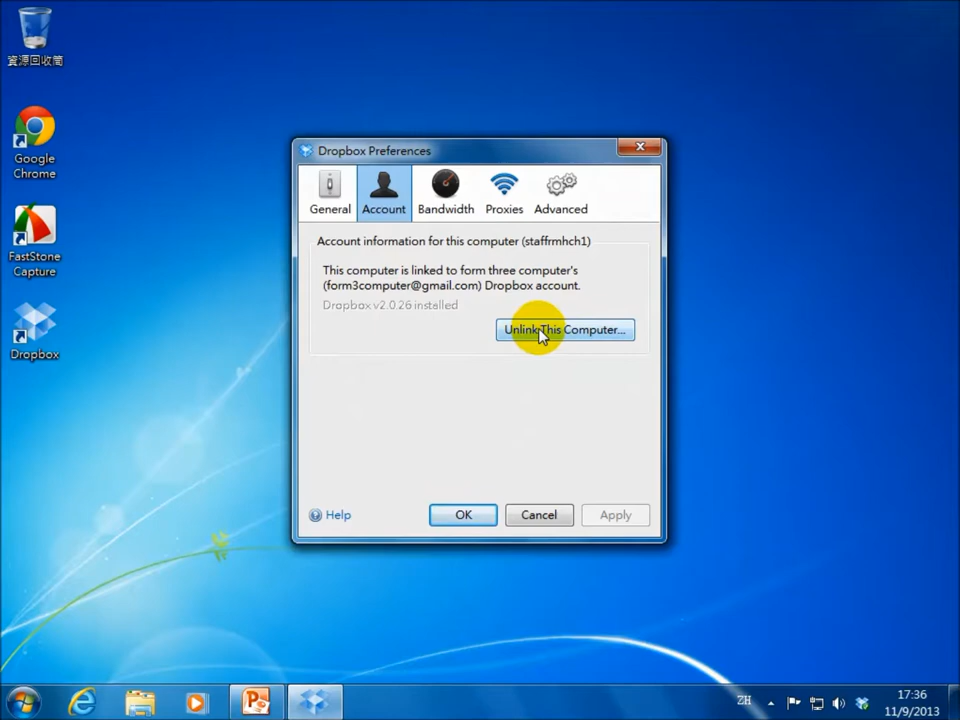 資源回收筒
Google
Chrome
FastStone
Capture
Dropbox
Dropbox Preferences
General
Account
Bandwidth
Proxies
Advanced
Account information for this computer (staffrmhch1)
This computer is linked to form three computer's
(form3computer@gmail.com) Dropbox account.
Dropbox v2.0.26 installed
Unlink This Computer...
Help
OK
Cancel
Apply
ZH
17:36
11/9/2013